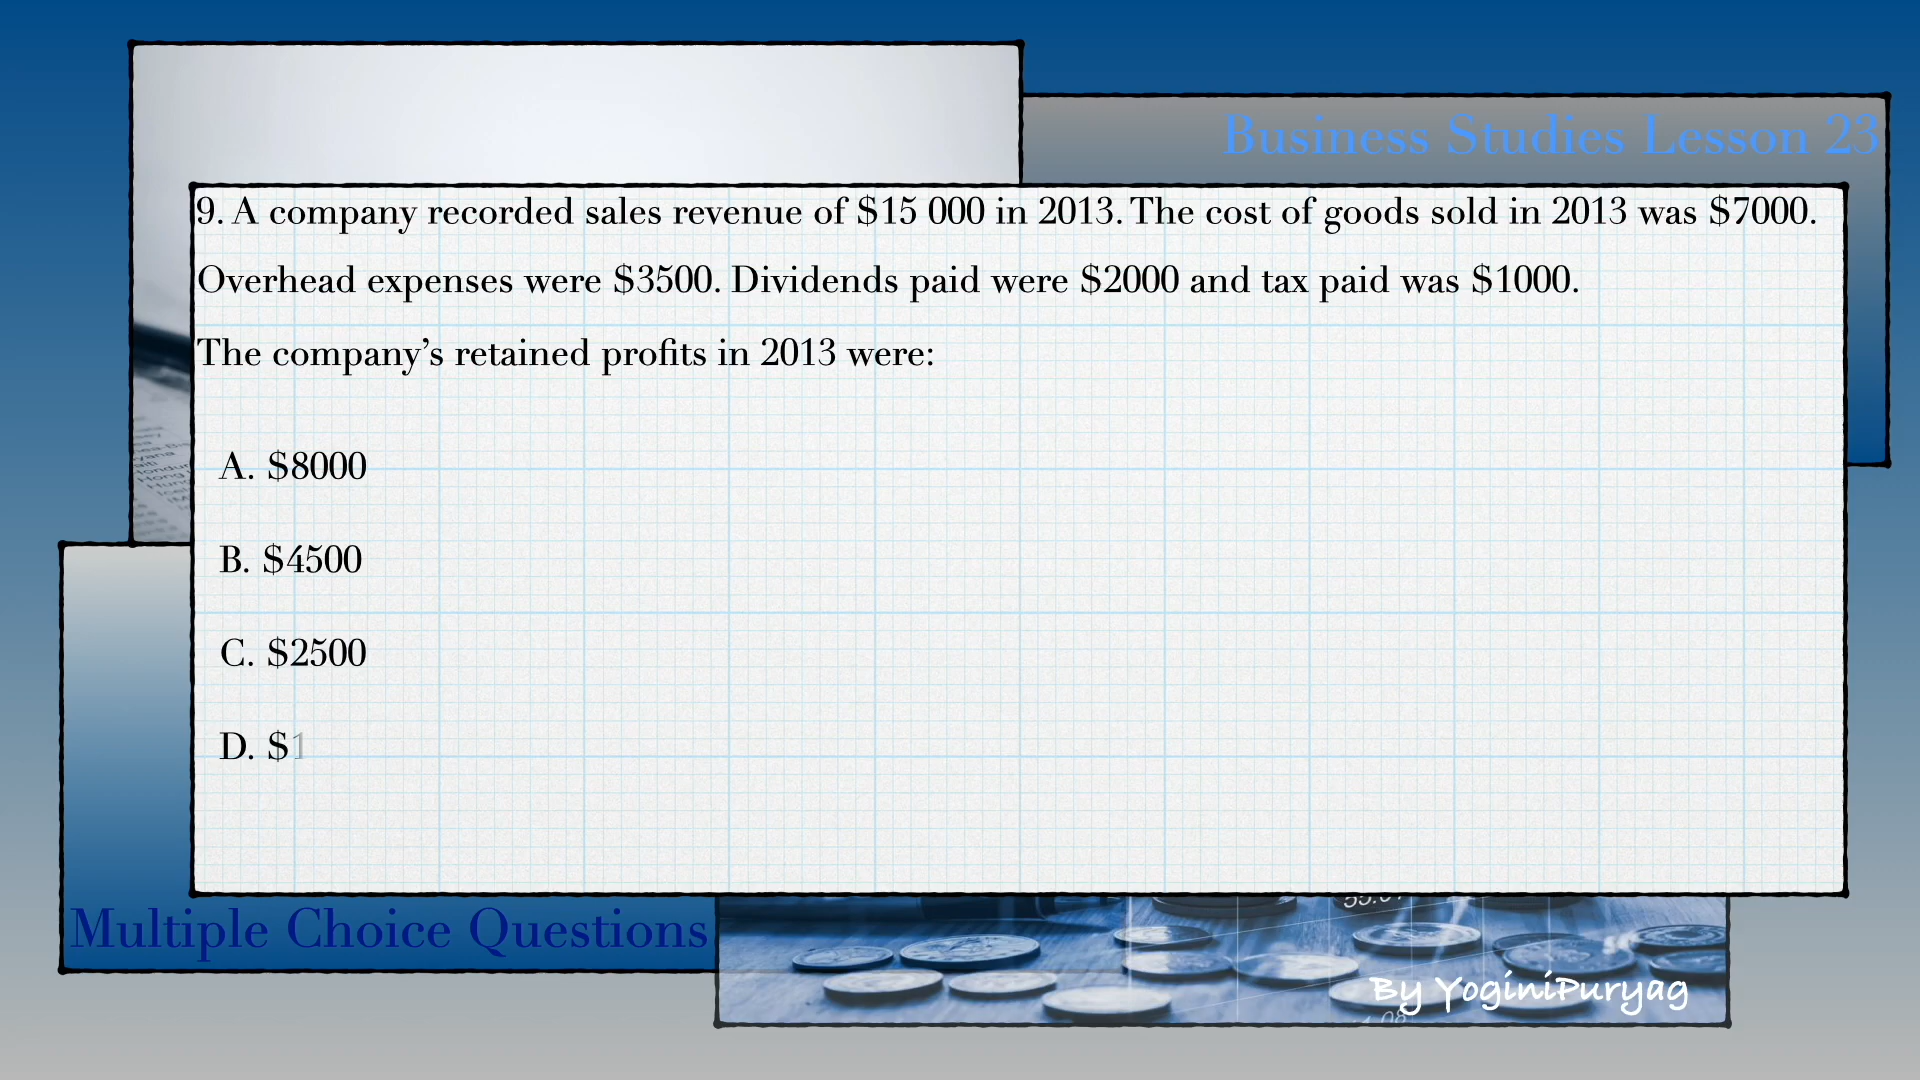 Business Studies Lesson 23
9. A company recorded sales revenue of $15 000 in 2013. The cost of goods sold in 2013 was $7000.
Overhead expenses were $3500. Dividends paid were $2000 and tax paid was $1000.
The company’s retained profits in 2013 were:
A. $8000
B. $4500
C. $2500
D. $1
Multiple Choice Questions
By YoginiPuryag